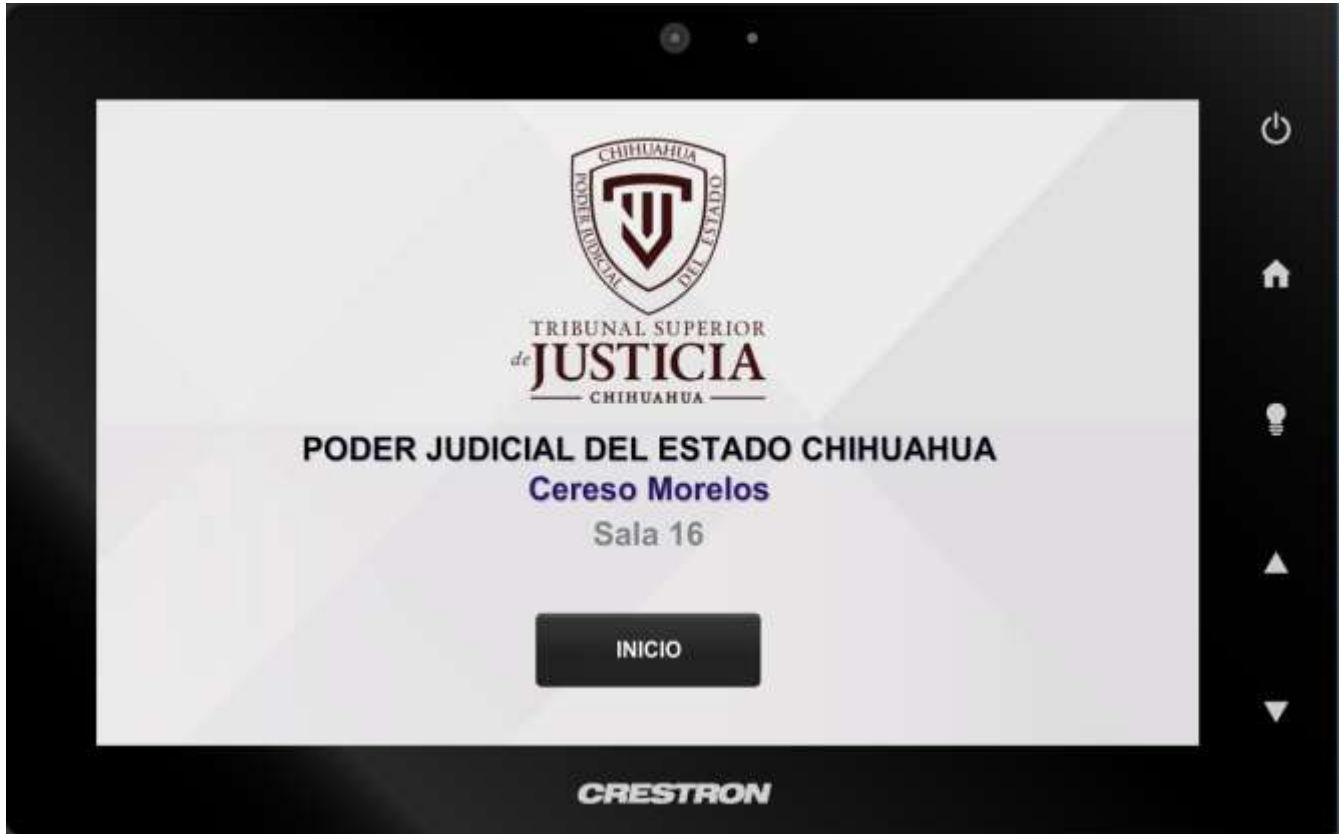 CHIHUAHUA
PODER JUDICIAL
DEL ESTADO
TRIBUNAL SUPERIOR
de JUSTICIA
CHIHUAHUA
PODER JUDICIAL DEL ESTADO CHIHUAHUA
Cereso Morelos
Sala 16
INICIO
CRESTRON